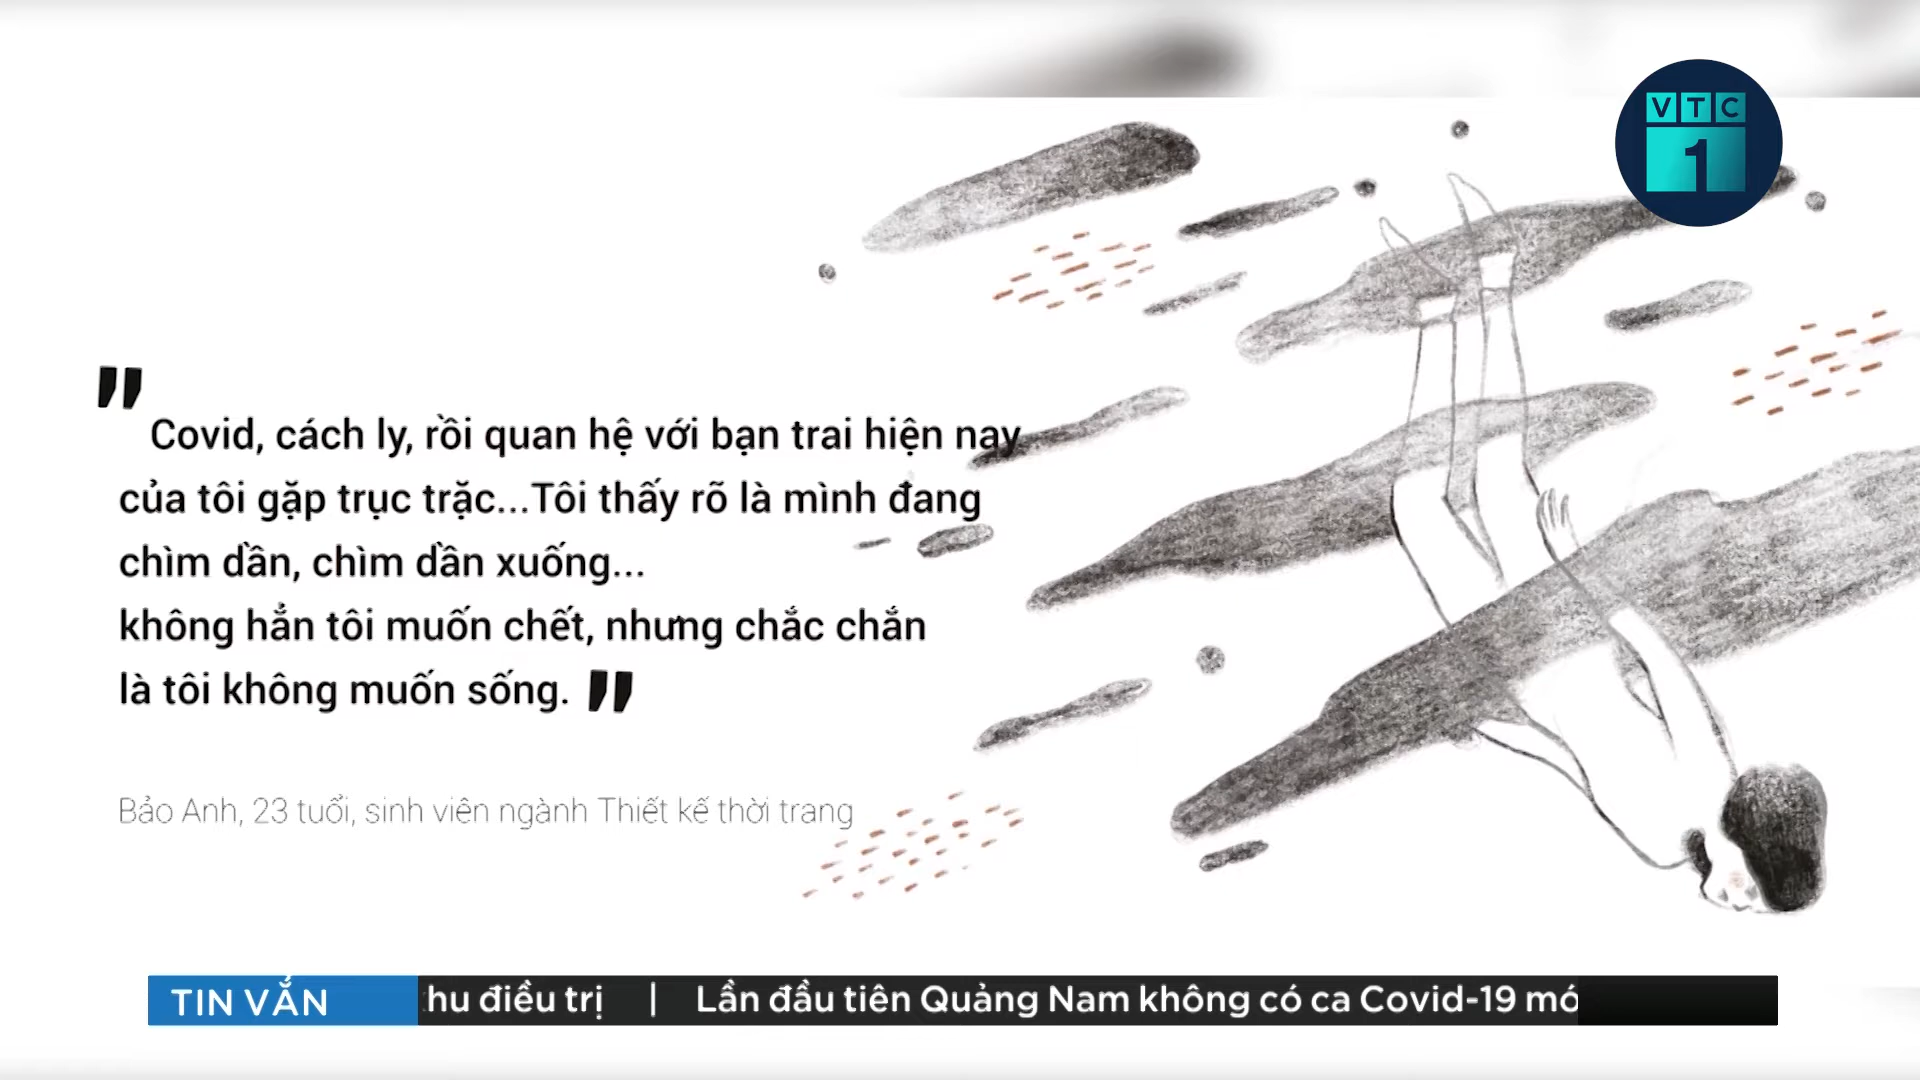 VTC
1
" Covid, cách ly, rồi quan hệ với bạn trai hiện nay
của tôi gặp trục trặc...Tôi thấy rõ là mình đang
chìm dần, chìm dần xuống...
không hẳn tôi muốn chết, nhưng chắc chắn
là tôi không muốn sống. "
Bảo Anh, 23 tuổi, sinh viên ngành Thiết kế thời trang
TIN VẮN
hu điều trị | Lần đầu tiên Quảng Nam không có ca Covid-19 mớ